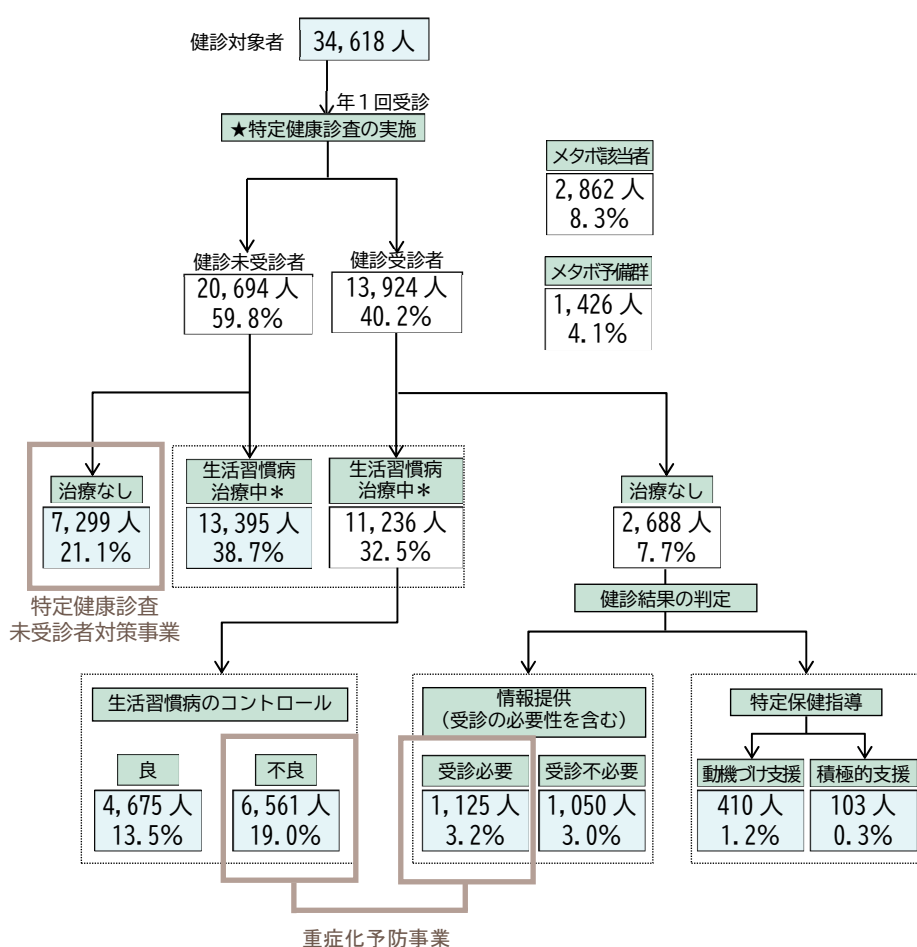 健診対象者
34,618 人
年１回受診
★特定健康診査の実施
メタボ該当者
2,862 人
8.3%
健診未受診者
20,694 人
59.8%
健診受診者
13,924 人
40.2%
メタボ予備群
1,426 人
4.1%
治療なし
7,299 人
21.1%
生活習慣病
治療中＊
13,395 人
38.7%
生活習慣病
治療中＊
11,236 人
32.5%
治療なし
2,688 人
7.7%
特定健康診査
未受診者対策事業
健診結果の判定
生活習慣病のコントロール
良
4,675 人
13.5%
不良
6,561 人
19.0%
情報提供
（受診の必要性を含む）
受診必要
1,125 人
3.2%
受診不必要
1,050 人
3.0%
特定保健指導
動機づけ支援
410 人
1.2%
積極的支援
103 人
0.3%
重症化予防事業